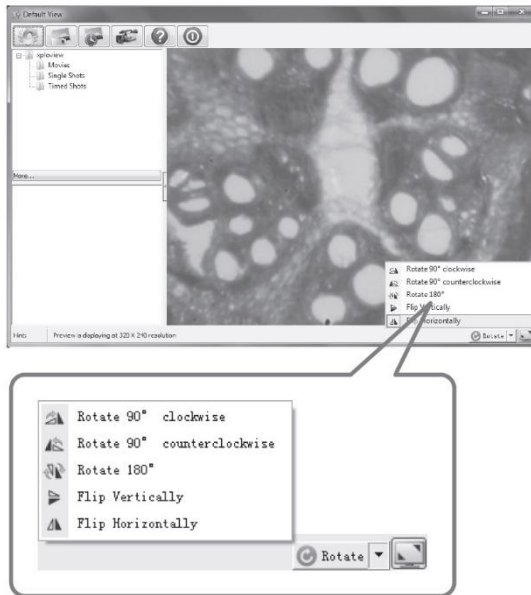 Default View
xploview
Movies
Single Shots
Timed Shots
More...
Rotate 90° clockwise
Rotate 90° counterclockwise
Rotate 180°
Flip Vertically
Flip Horizontally
Hints
Preview a displaying at 320 X 240 resolution
Rotate
Rotate 90° clockwise
Rotate 90° counterclockwise
Rotate 180°
Flip Vertically
Flip Horizontally
Rotate